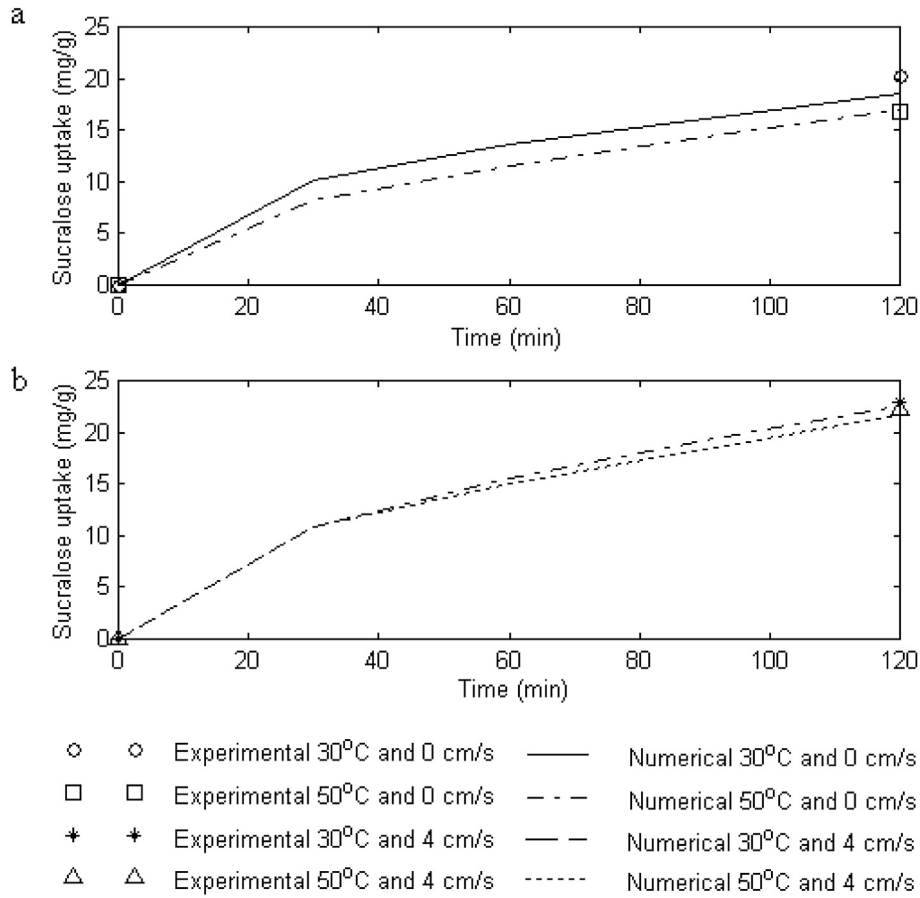 a
Sucralose uptake (mg/g)
25
20
15
10
5
0
0 20 40 60 80 100 120
Time (min)
b
Sucralose uptake (mg/g)
25
20
15
10
5
0
0 20 40 60 80 100 120
Time (min)
Experimental 30°C and 0 cm/s Numerical 30°C and 0 cm/s
Experimental 50°C and 0 cm/s Numerical 50°C and 0 cm/s
Experimental 30°C and 4 cm/s Numerical 30°C and 4 cm/s
Experimental 50°C and 4 cm/s Numerical 50°C and 4 cm/s